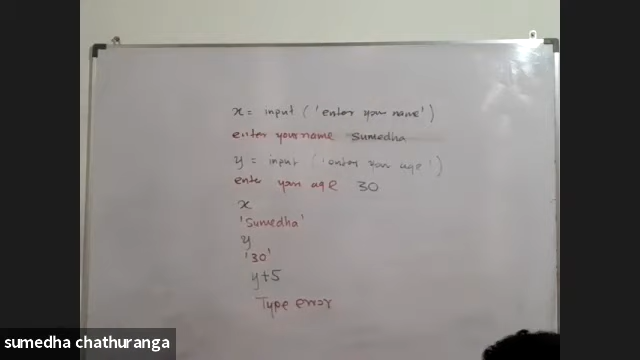 x = input ('enter your name')
enter your name sumedha
y = input ('enter your age')
enter your age 30
x
'Sumedha'
y
'30'
y+5
Type error
sumedha chathuranga